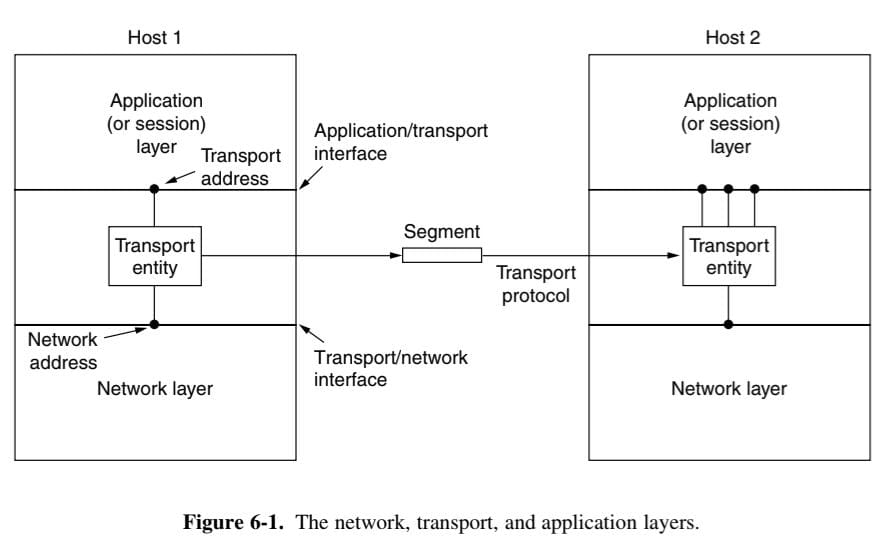 Host 1
Host 2
Application
(or session)
layer
Transport
address
Application/transport
interface
Application
(or session)
layer
Transport
entity
Segment
Transport
protocol
Transport
entity
Network
address
Transport/network
interface
Network layer
Network layer
Figure 6-1. The network, transport, and application layers.